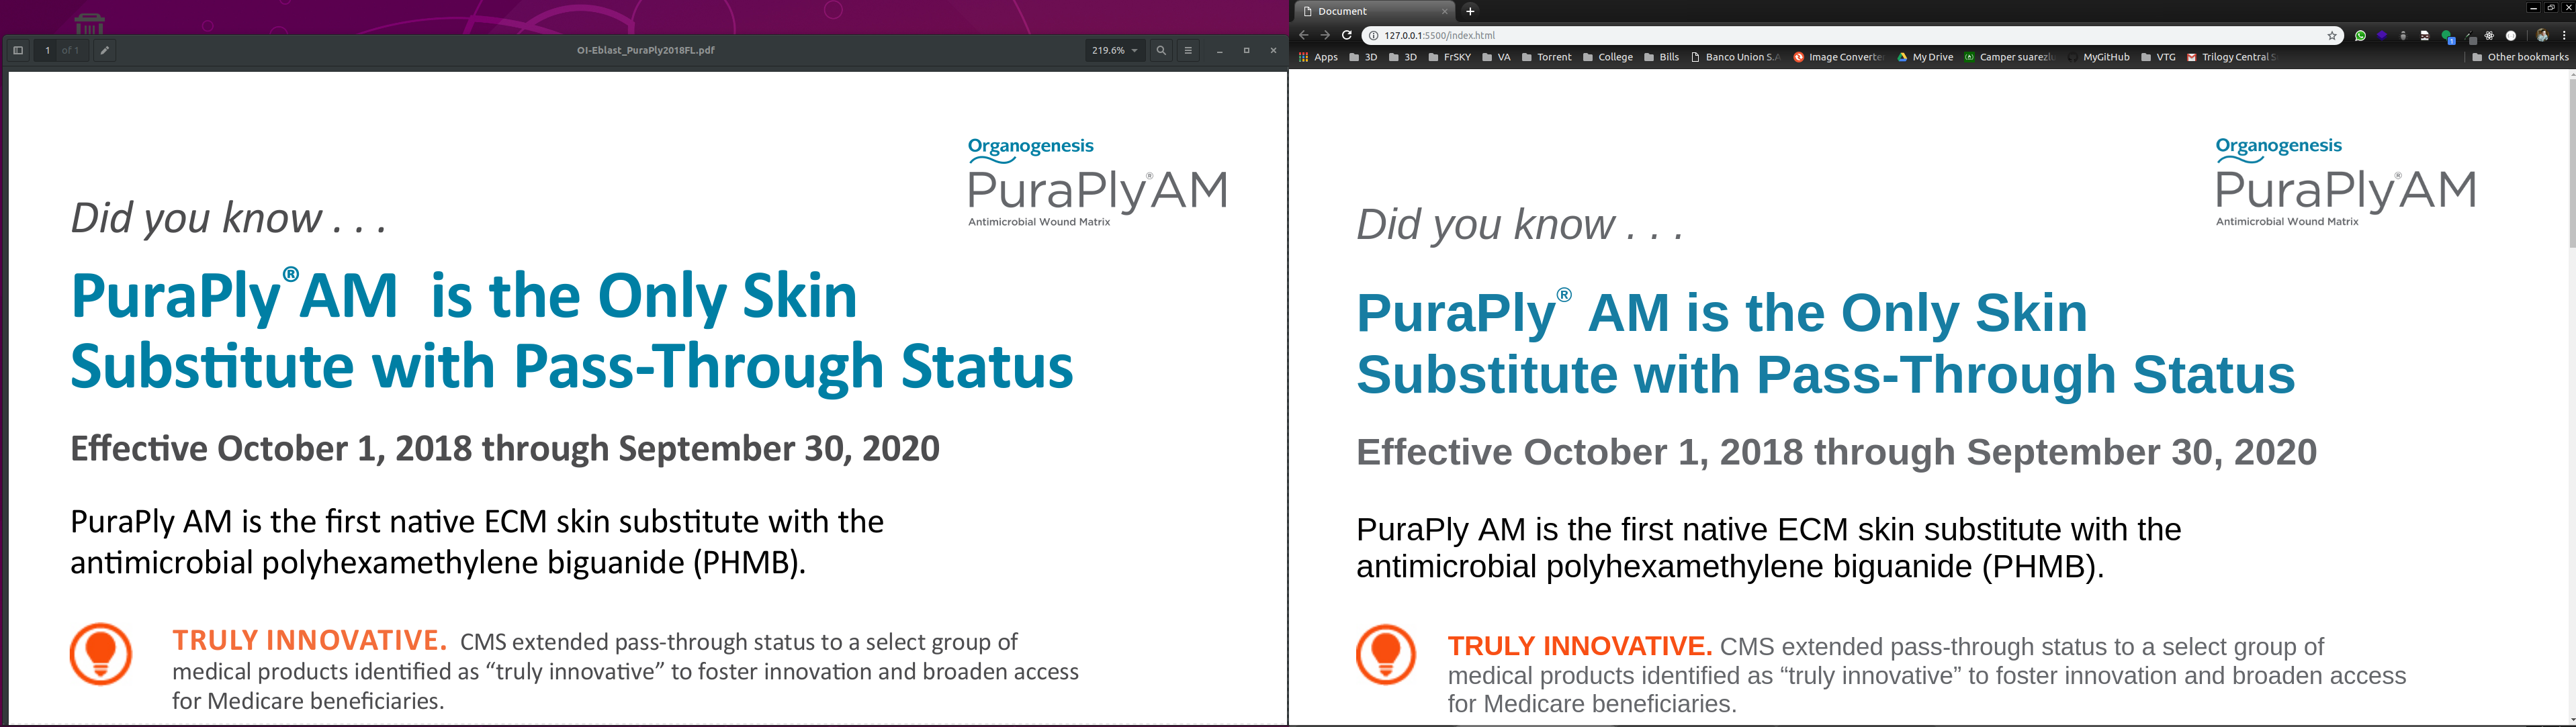 1 of 1
OI-Eblast_PuraPly2018FL.pdf
219.6%
Organogenesis
PuraPly®AM
Antimicrobial Wound Matrix
Did you know . . .
PuraPly®AM is the Only Skin
Substitute with Pass-Through Status
Effective October 1, 2018 through September 30, 2020
PuraPly AM is the first native ECM skin substitute with the
antimicrobial polyhexamethylene biguanide (PHMB).
TRULY INNOVATIVE. CMS extended pass-through status to a select group of
medical products identified as “truly innovative” to foster innovation and broaden access
for Medicare beneficiaries.
Document
127.0.0.1:5500/index.html
Apps 3D 3D FrSKY VA Torrent College Bills Banco Union S.A Image Converte My Drive Camper suarezlu MyGitHub VTG Trilogy Central S Other bookmarks
Organogenesis
PuraPly®AM
Antimicrobial Wound Matrix
Did you know . . .
PuraPly® AM is the Only Skin
Substitute with Pass-Through Status
Effective October 1, 2018 through September 30, 2020
PuraPly AM is the first native ECM skin substitute with the
antimicrobial polyhexamethylene biguanide (PHMB).
TRULY INNOVATIVE. CMS extended pass-through status to a select group of
medical products identified as “truly innovative” to foster innovation and broaden access
for Medicare beneficiaries.